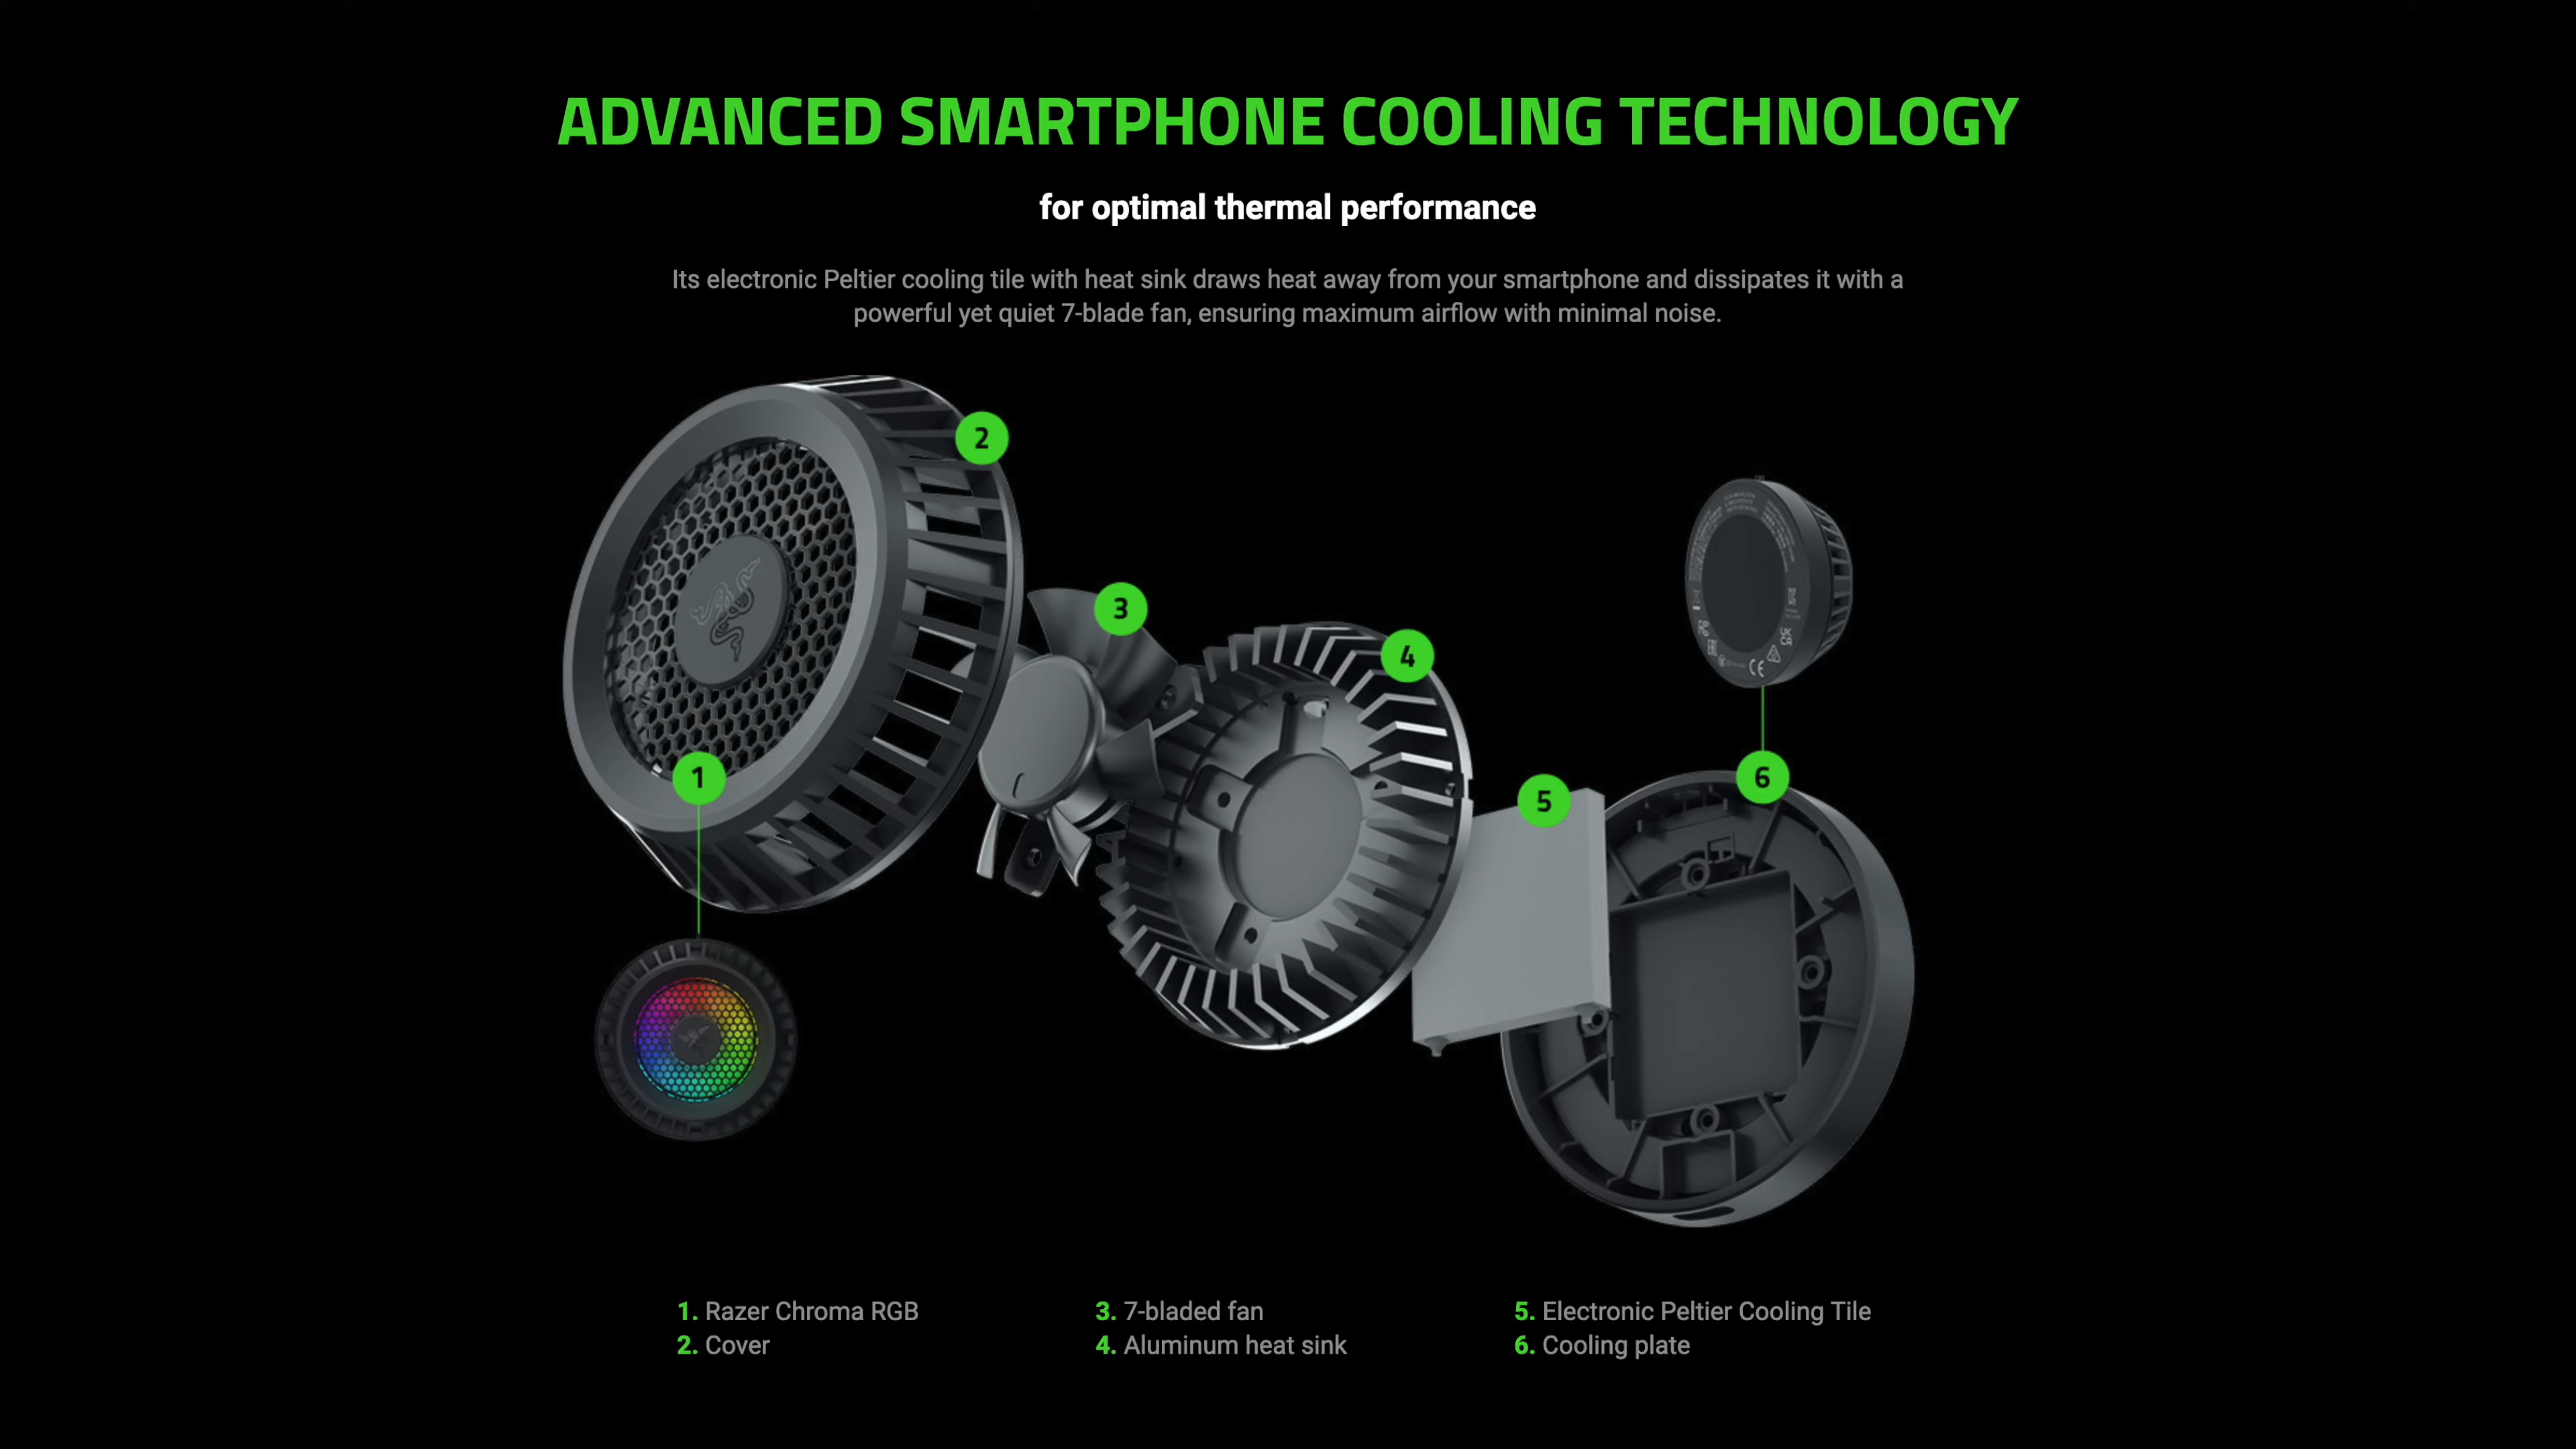 ADVANCED SMARTPHONE COOLING TECHNOLOGY
for optimal thermal performance
Its electronic Peltier cooling tile with heat sink draws heat away from your smartphone and dissipates it with a
powerful yet quiet 7-blade fan, ensuring maximum airflow with minimal noise.
2
3
4
1
5
6
CE
1. Razer Chroma RGB
2. Cover
3. 7-bladed fan
4. Aluminum heat sink
5. Electronic Peltier Cooling Tile
6. Cooling plate